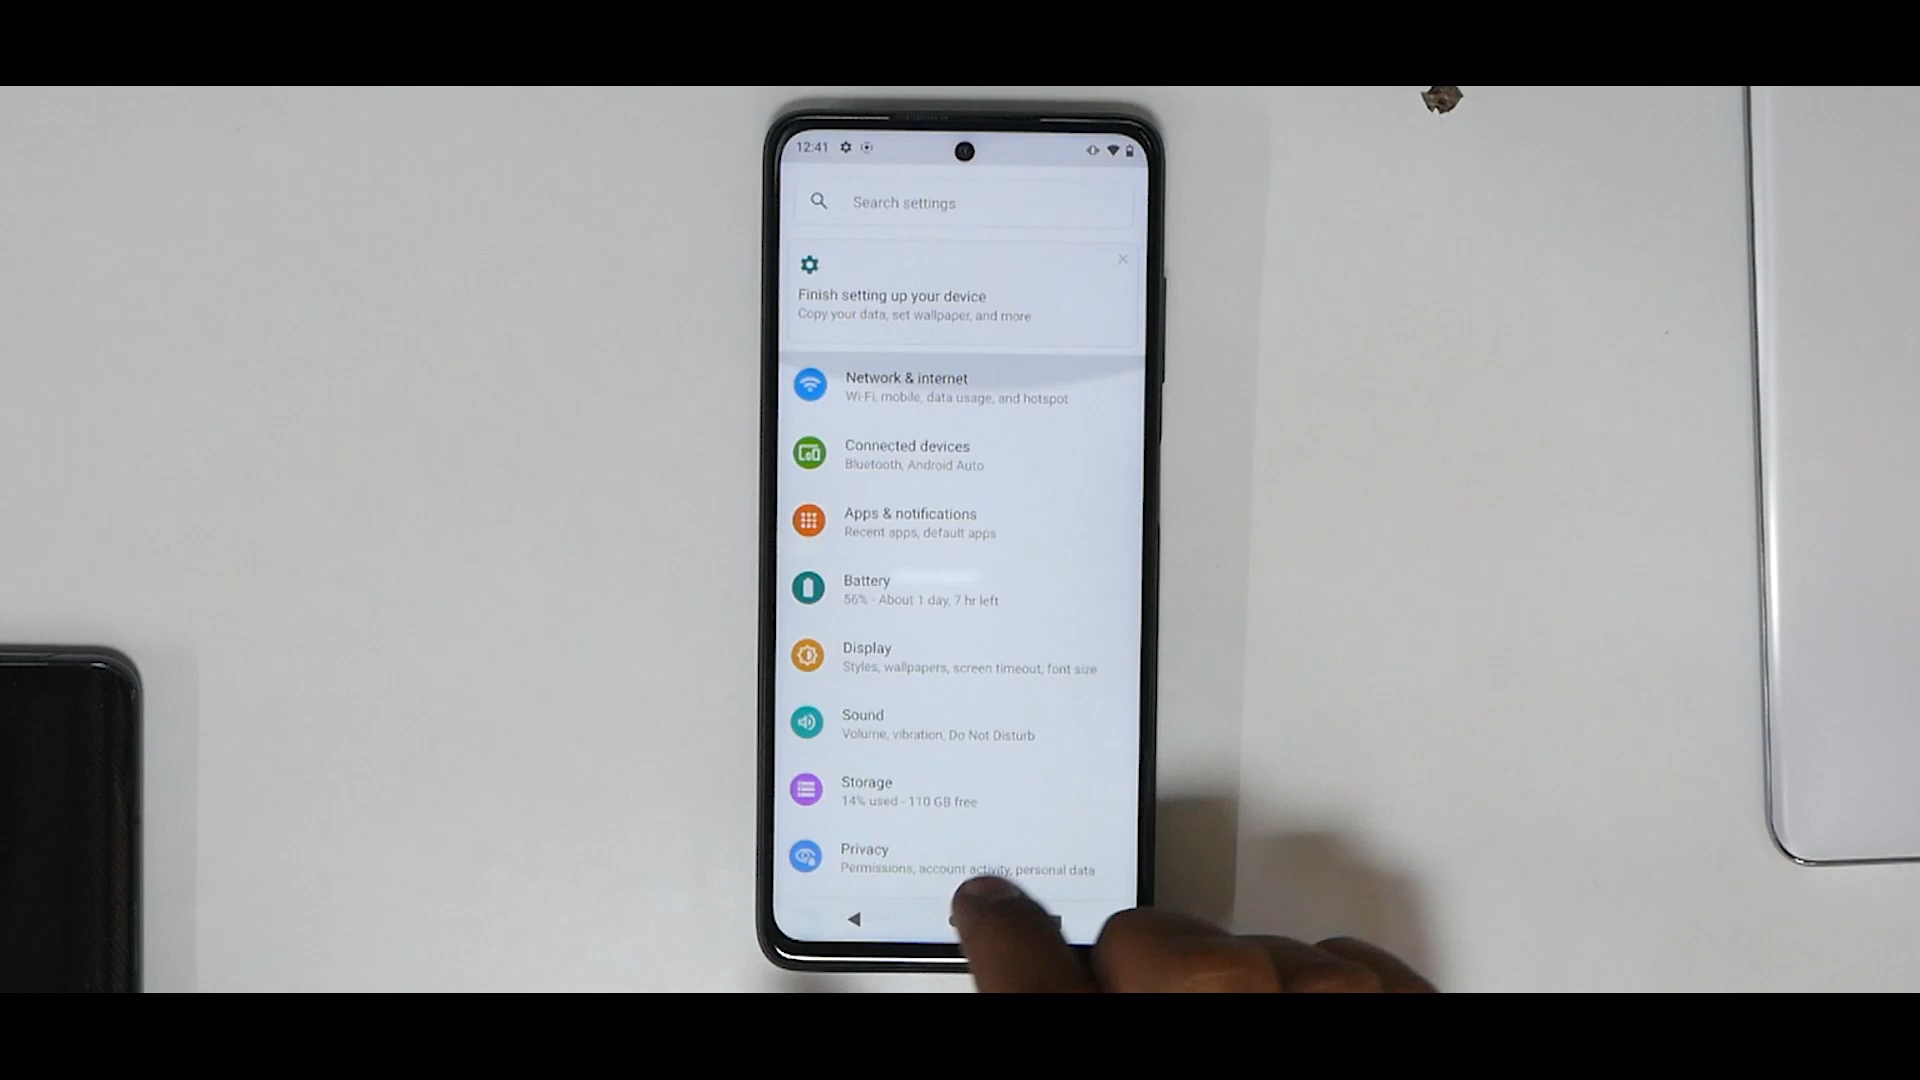 12:41
Search settings
Finish setting up your device
Copy your data, set wallpaper, and more
Network & internet
Wi-Fi, mobile, data usage, and hotspot
Connected devices
Bluetooth, Android Auto
Apps & notifications
Recent apps, default apps
Battery
56% - About 1 day, 7 hr left
Display
Styles, wallpapers, screen timeout, font size
Sound
Volume, vibration, Do Not Disturb
Storage
14% used - 110 GB free
Privacy
Permissions, account activity, personal data